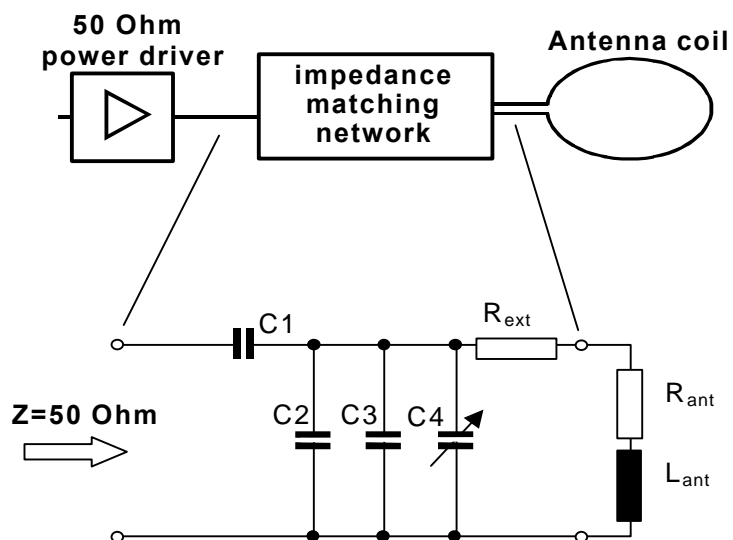 50 Ohm
power driver
impedance
matching
network
Antenna coil
C1
R_ext
Z=50 Ohm
C2
C3
C4
R_ant
L_ant